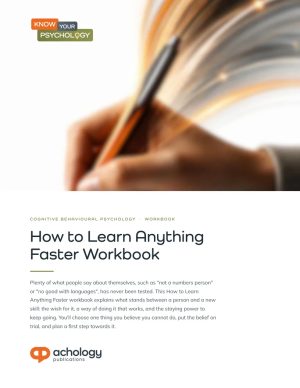 KNOW YOUR
PSYCHOLOGY
COGNITIVE BEHAVIOURAL PSYCHOLOGY WORKBOOK
How to Learn Anything
Faster Workbook
Plenty of what people say about themselves, such as "not a numbers person"
or "no good with languages", has never been tested. This How to Learn
Anything Faster workbook explains what stands between a person and a new
skill: the wish for it, a way of doing it that works, and the staying power to
keep going. You'll choose one thing you believe you cannot do, put the belief on
trial, and plan a first step towards it.
achology
publications